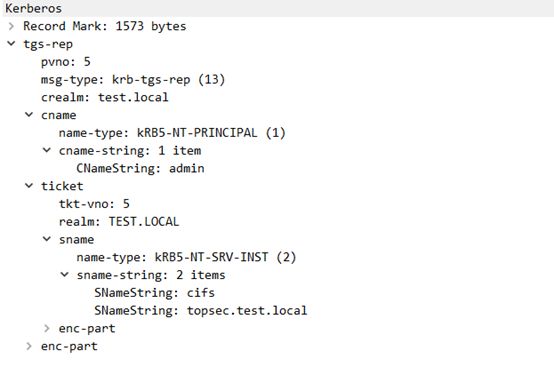 Kerberos
Record Mark: 1573 bytes
tgs-rep
pvno: 5
msg-type: krb-tgs-rep (13)
crealm: test.local
cname
name-type: kRB5-NT-PRINCIPAL (1)
cname-string: 1 item
CNameString: admin
ticket
tkt-vno: 5
realm: TEST.LOCAL
sname
name-type: kRB5-NT-SRV-INST (2)
sname-string: 2 items
SNameString: cifs
SNameString: topsec.test.local
enc-part
enc-part